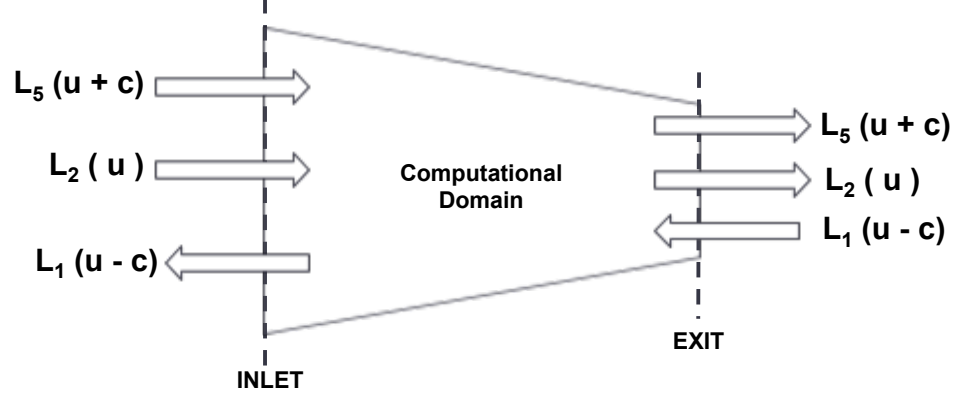 L₅ (u + c)
L₂ ( u )
L₁ (u - c)
Computational
Domain
L₅ (u + c)
L₂ ( u )
L₁ (u - c)
INLET
EXIT